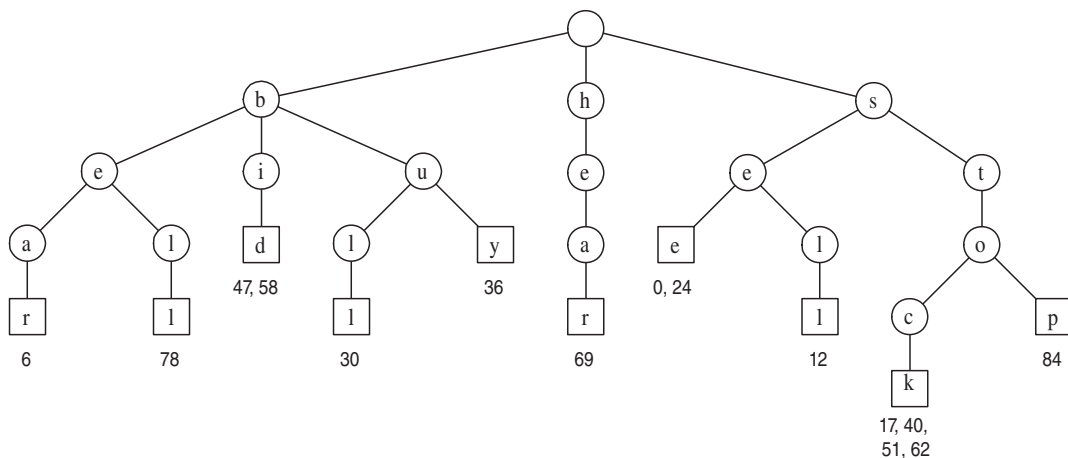 b h s
e i u e e t
a l d l y a e l o
47, 58 36 0, 24
r l l r l c p
6 78 30 69 12 84
k
17, 40,
51, 62